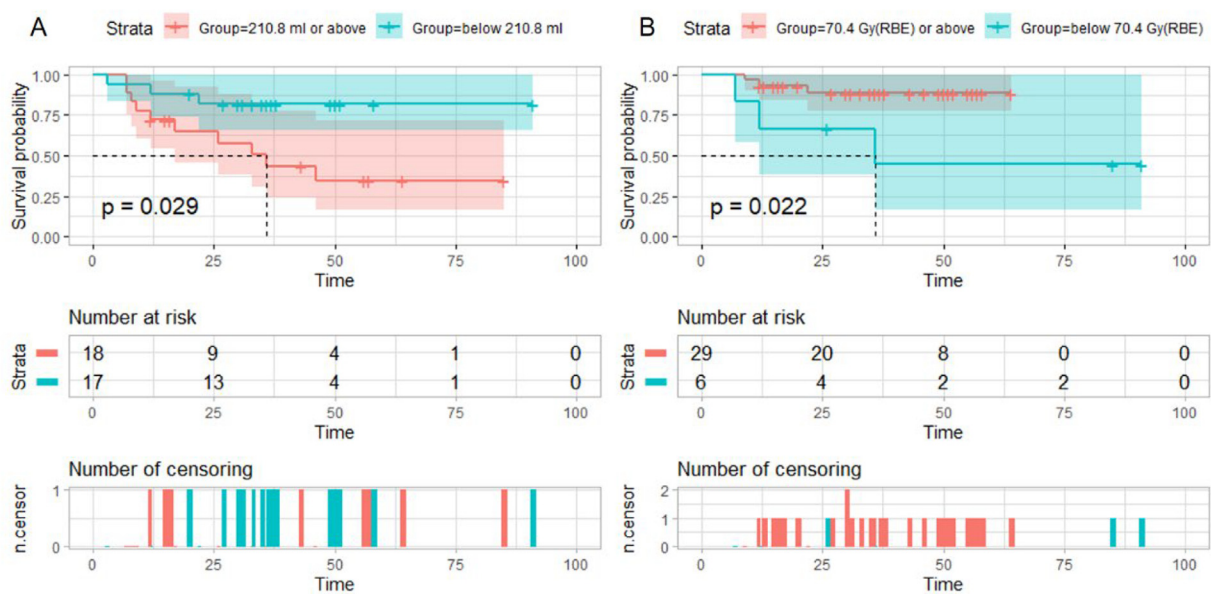 A
Strata Group=210.8 ml or above Group=below 210.8 ml
Survival probability
1.00
0.75
0.50
0.25
0.00
p = 0.029
0 25 50 75 100
Time
Number at risk
Strata
18 9 4 1 0
17 13 4 1 0
0 25 50 75 100
Time
Number of censoring
n.censor
1
0
0 25 50 75 100
Time
B
Strata Group=70.4 Gy(RBE) or above Group=below 70.4 Gy(RBE)
Survival probability
1.00
0.75
0.50
0.25
0.00
p = 0.022
0 25 50 75 100
Time
Number at risk
Strata
29 20 8 0 0
6 4 2 2 0
0 25 50 75 100
Time
Number of censoring
n.censor
2
1
0
0 25 50 75 100
Time